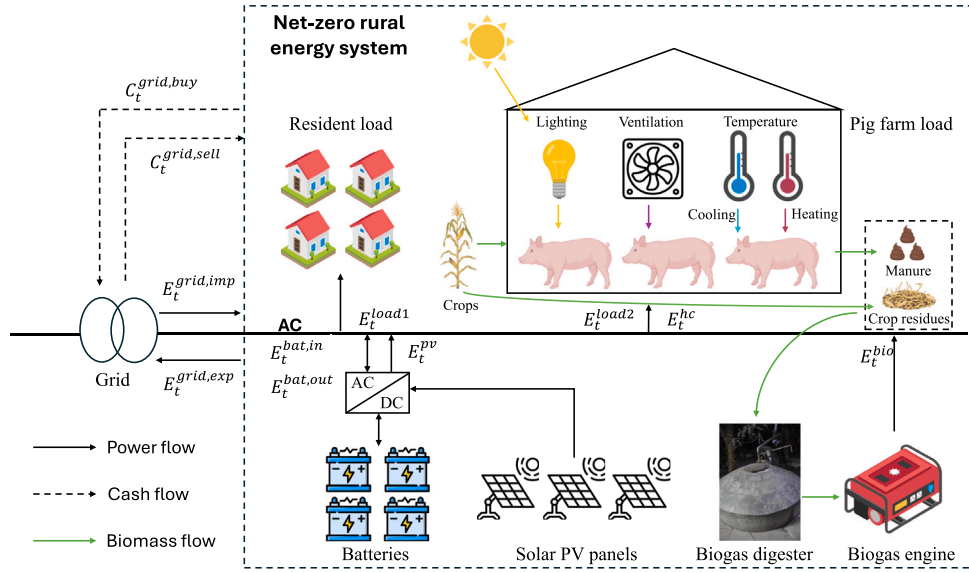 Net-zero rural
energy system
$C_t^{grid,buy}$
$C_t^{grid,sell}$
Resident load
Lighting
Ventilation
Temperature
Pig farm load
Cooling
Heating
Crops
Manure
Crop residues
$E_t^{grid,imp}$
Grid
$E_t^{grid,exp}$
AC
$E_t^{load1}$
$E_t^{load2}$
$E_t^{hc}$
$E_t^{bat,in}$
$E_t^{pv}$
$E_t^{bio}$
$E_t^{bat,out}$
AC
DC
Power flow
Cash flow
Biomass flow
Batteries
Solar PV panels
Biogas digester
Biogas engine